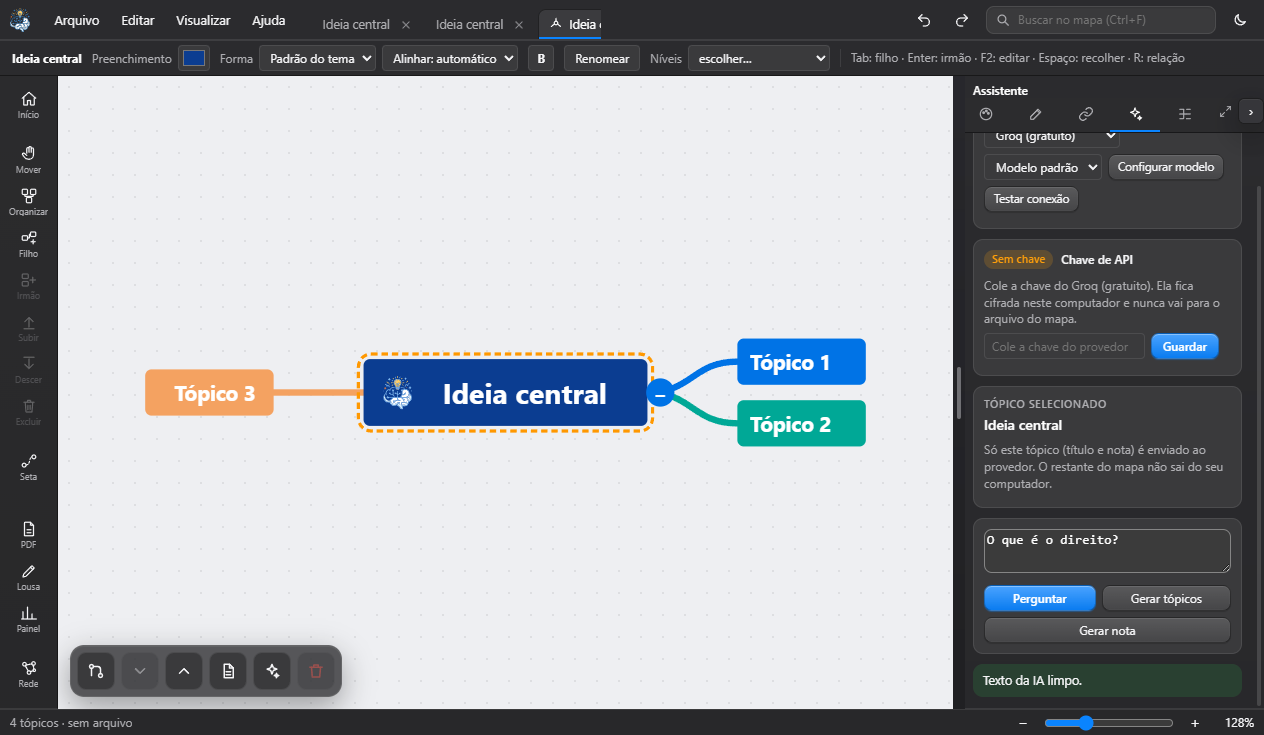 Arquivo Editar Visualizar Ajuda Ideia central × Ideia central × Ideia Buscar no mapa (Ctrl+F)
Ideia central Preenchimento Forma Padrão do tema Alinhar: automático B Renomear Níveis escolher... Tab: filho · Enter: irmão · F2: editar · Espaço: recolher · R: relação
Início
Mover
Organizar
Filho
Irmão
Subir
Descer
Excluir
Seta
PDF
Lousa
Painel
Rede
Tópico 3
Ideia central
Tópico 1
Tópico 2
Assistente
Groq (gratuito)
Modelo padrão Configurar modelo
Testar conexão
Sem chave Chave de API
Cole a chave do Groq (gratuito). Ela fica
cifrada neste computador e nunca vai para o
arquivo do mapa.
Cole a chave do provedor Guardar
TÓPICO SELECIONADO
Ideia central
Só este tópico (título e nota) é enviado ao
provedor. O restante do mapa não sai do seu
computador.
O que é o direito?
Perguntar Gerar tópicos
Gerar nota
Texto da IA limpo.
4 tópicos · sem arquivo − + 128%